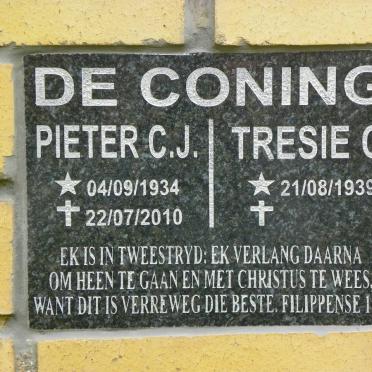 DE CONING
PIETER C.J. TRESIE C
04/09/1934 21/08/1939
22/07/2010
EK IS IN TWEESTRYD: EK VERLANG DAARNA
OM HEEN TE GAAN EN MET CHRISTUS TE WEES,
WANT DIT IS VERREWEG DIE BESTE. FILIPPENSE 1